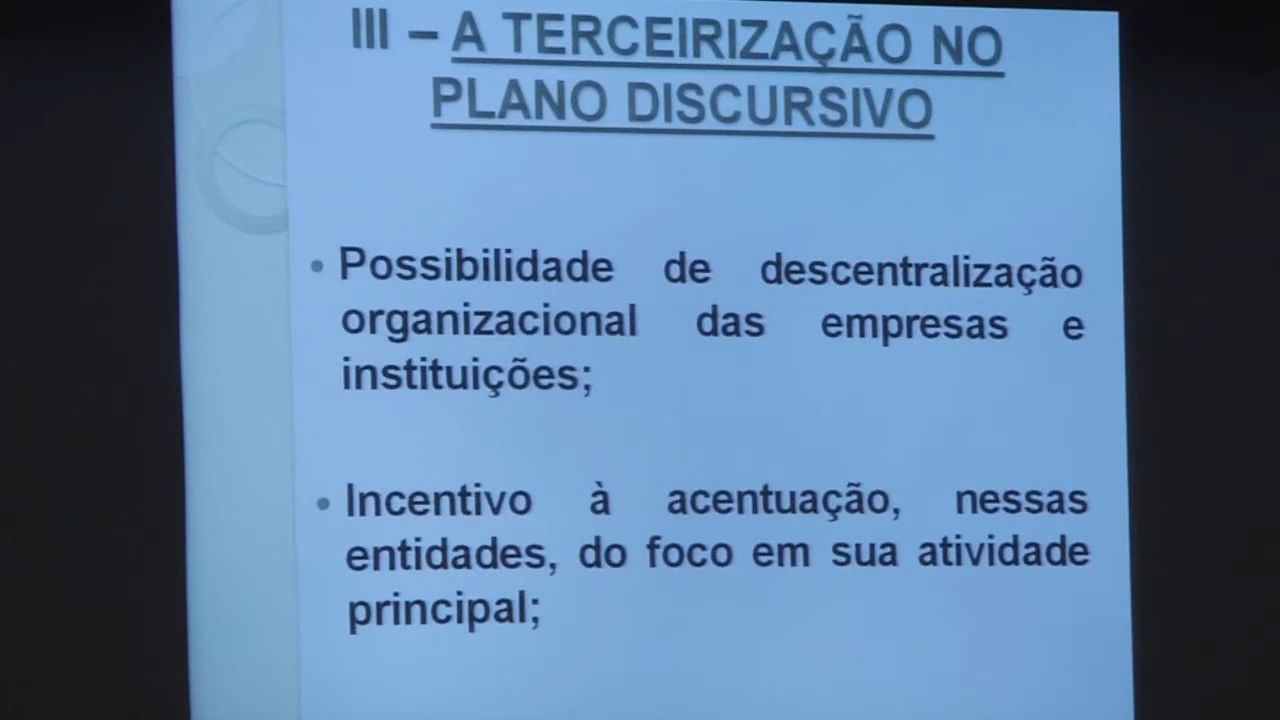 III – A TERCEIRIZAÇÃO NO
PLANO DISCURSIVO
• Possibilidade de descentralização
organizacional das empresas e
instituições;
• Incentivo à acentuação, nessas
entidades, do foco em sua atividade
principal;